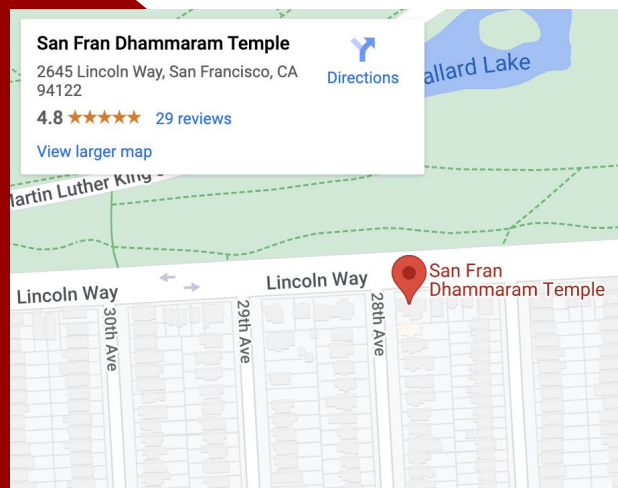 San Fran Dhammaram Temple
2645 Lincoln Way, San Francisco, CA
94122
4.8 ★★★★★ 29 reviews
View larger map
Directions
allard Lake
artin Luther King
Lincoln Way
Lincoln Way
San Fran
Dhammaram Temple
30th Ave
29th Ave
28th Ave